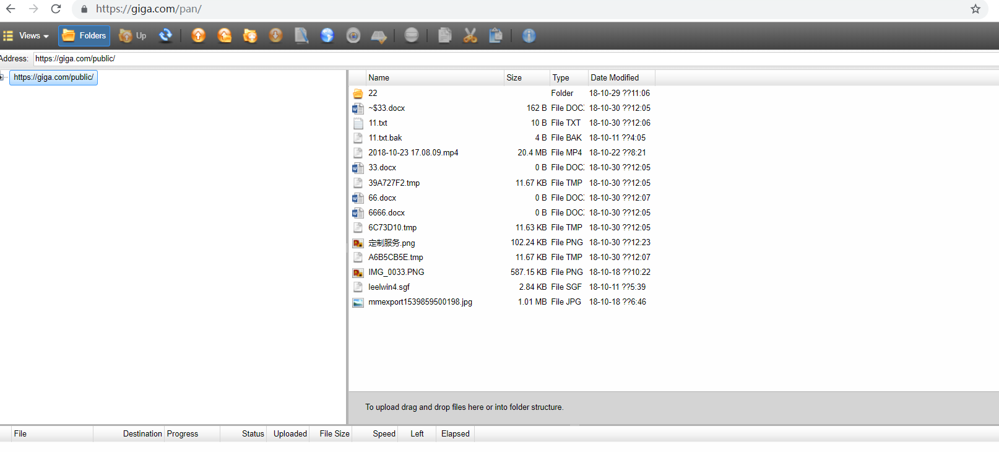 https://giga.com/pan/
Views Folders Up
Address: https://giga.com/public/
https://giga.com/public/
Name Size Type Date Modified
22 Folder 18-10-29 ??11:06
~$33.docx 162 B File DOC 18-10-30 ??12:05
11.txt 10 B File TXT 18-10-30 ??12:06
11.txt.bak 4 B File BAK 18-10-11 ??4:05
2018-10-23 17.08.09.mp4 20.4 MB File MP4 18-10-22 ??8:21
33.docx 0 B File DOC 18-10-30 ??12:05
39A727F2.tmp 11.67 KB File TMP 18-10-30 ??12:05
66.docx 0 B File DOC 18-10-30 ??12:07
6666.docx 0 B File DOC 18-10-30 ??12:05
6C73D10.tmp 11.63 KB File TMP 18-10-30 ??12:05
定制服务.png 102.24 KB File PNG 18-10-30 ??12:23
A6B5CB5E.tmp 11.67 KB File TMP 18-10-30 ??12:07
IMG_0033.PNG 587.15 KB File PNG 18-10-18 ??10:22
leelwin4.sgf 2.84 KB File SGF 18-10-11 ??5:39
mmexport1539859500198.jpg 1.01 MB File JPG 18-10-18 ??6:46
To upload drag and drop files here or into folder structure.
File Destination Progress Status Uploaded File Size Speed Left Elapsed